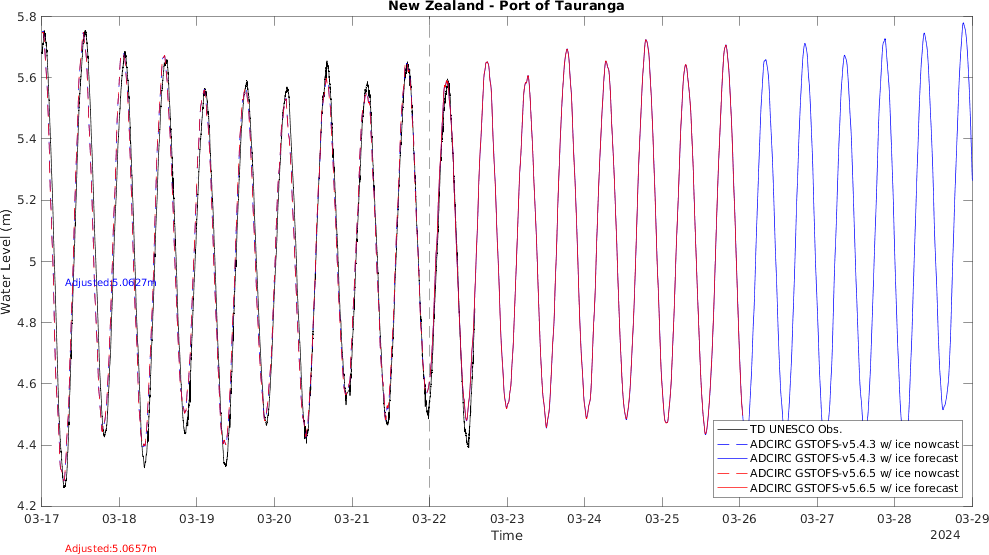 New Zealand - Port of Tauranga
5.8
5.6
5.4
5.2
5
4.8
4.6
4.4
4.2
Water Level (m)
Adjusted:5.0627m
TD UNESCO Obs.
ADCIRC GSTOFS-v5.4.3 w/ ice nowcast
ADCIRC GSTOFS-v5.4.3 w/ ice forecast
ADCIRC GSTOFS-v5.6.5 w/ ice nowcast
ADCIRC GSTOFS-v5.6.5 w/ ice forecast
03-17 03-18 03-19 03-20 03-21 03-22 03-23 03-24 03-25 03-26 03-27 03-28 03-29
Time
2024
Adjusted:5.0657m